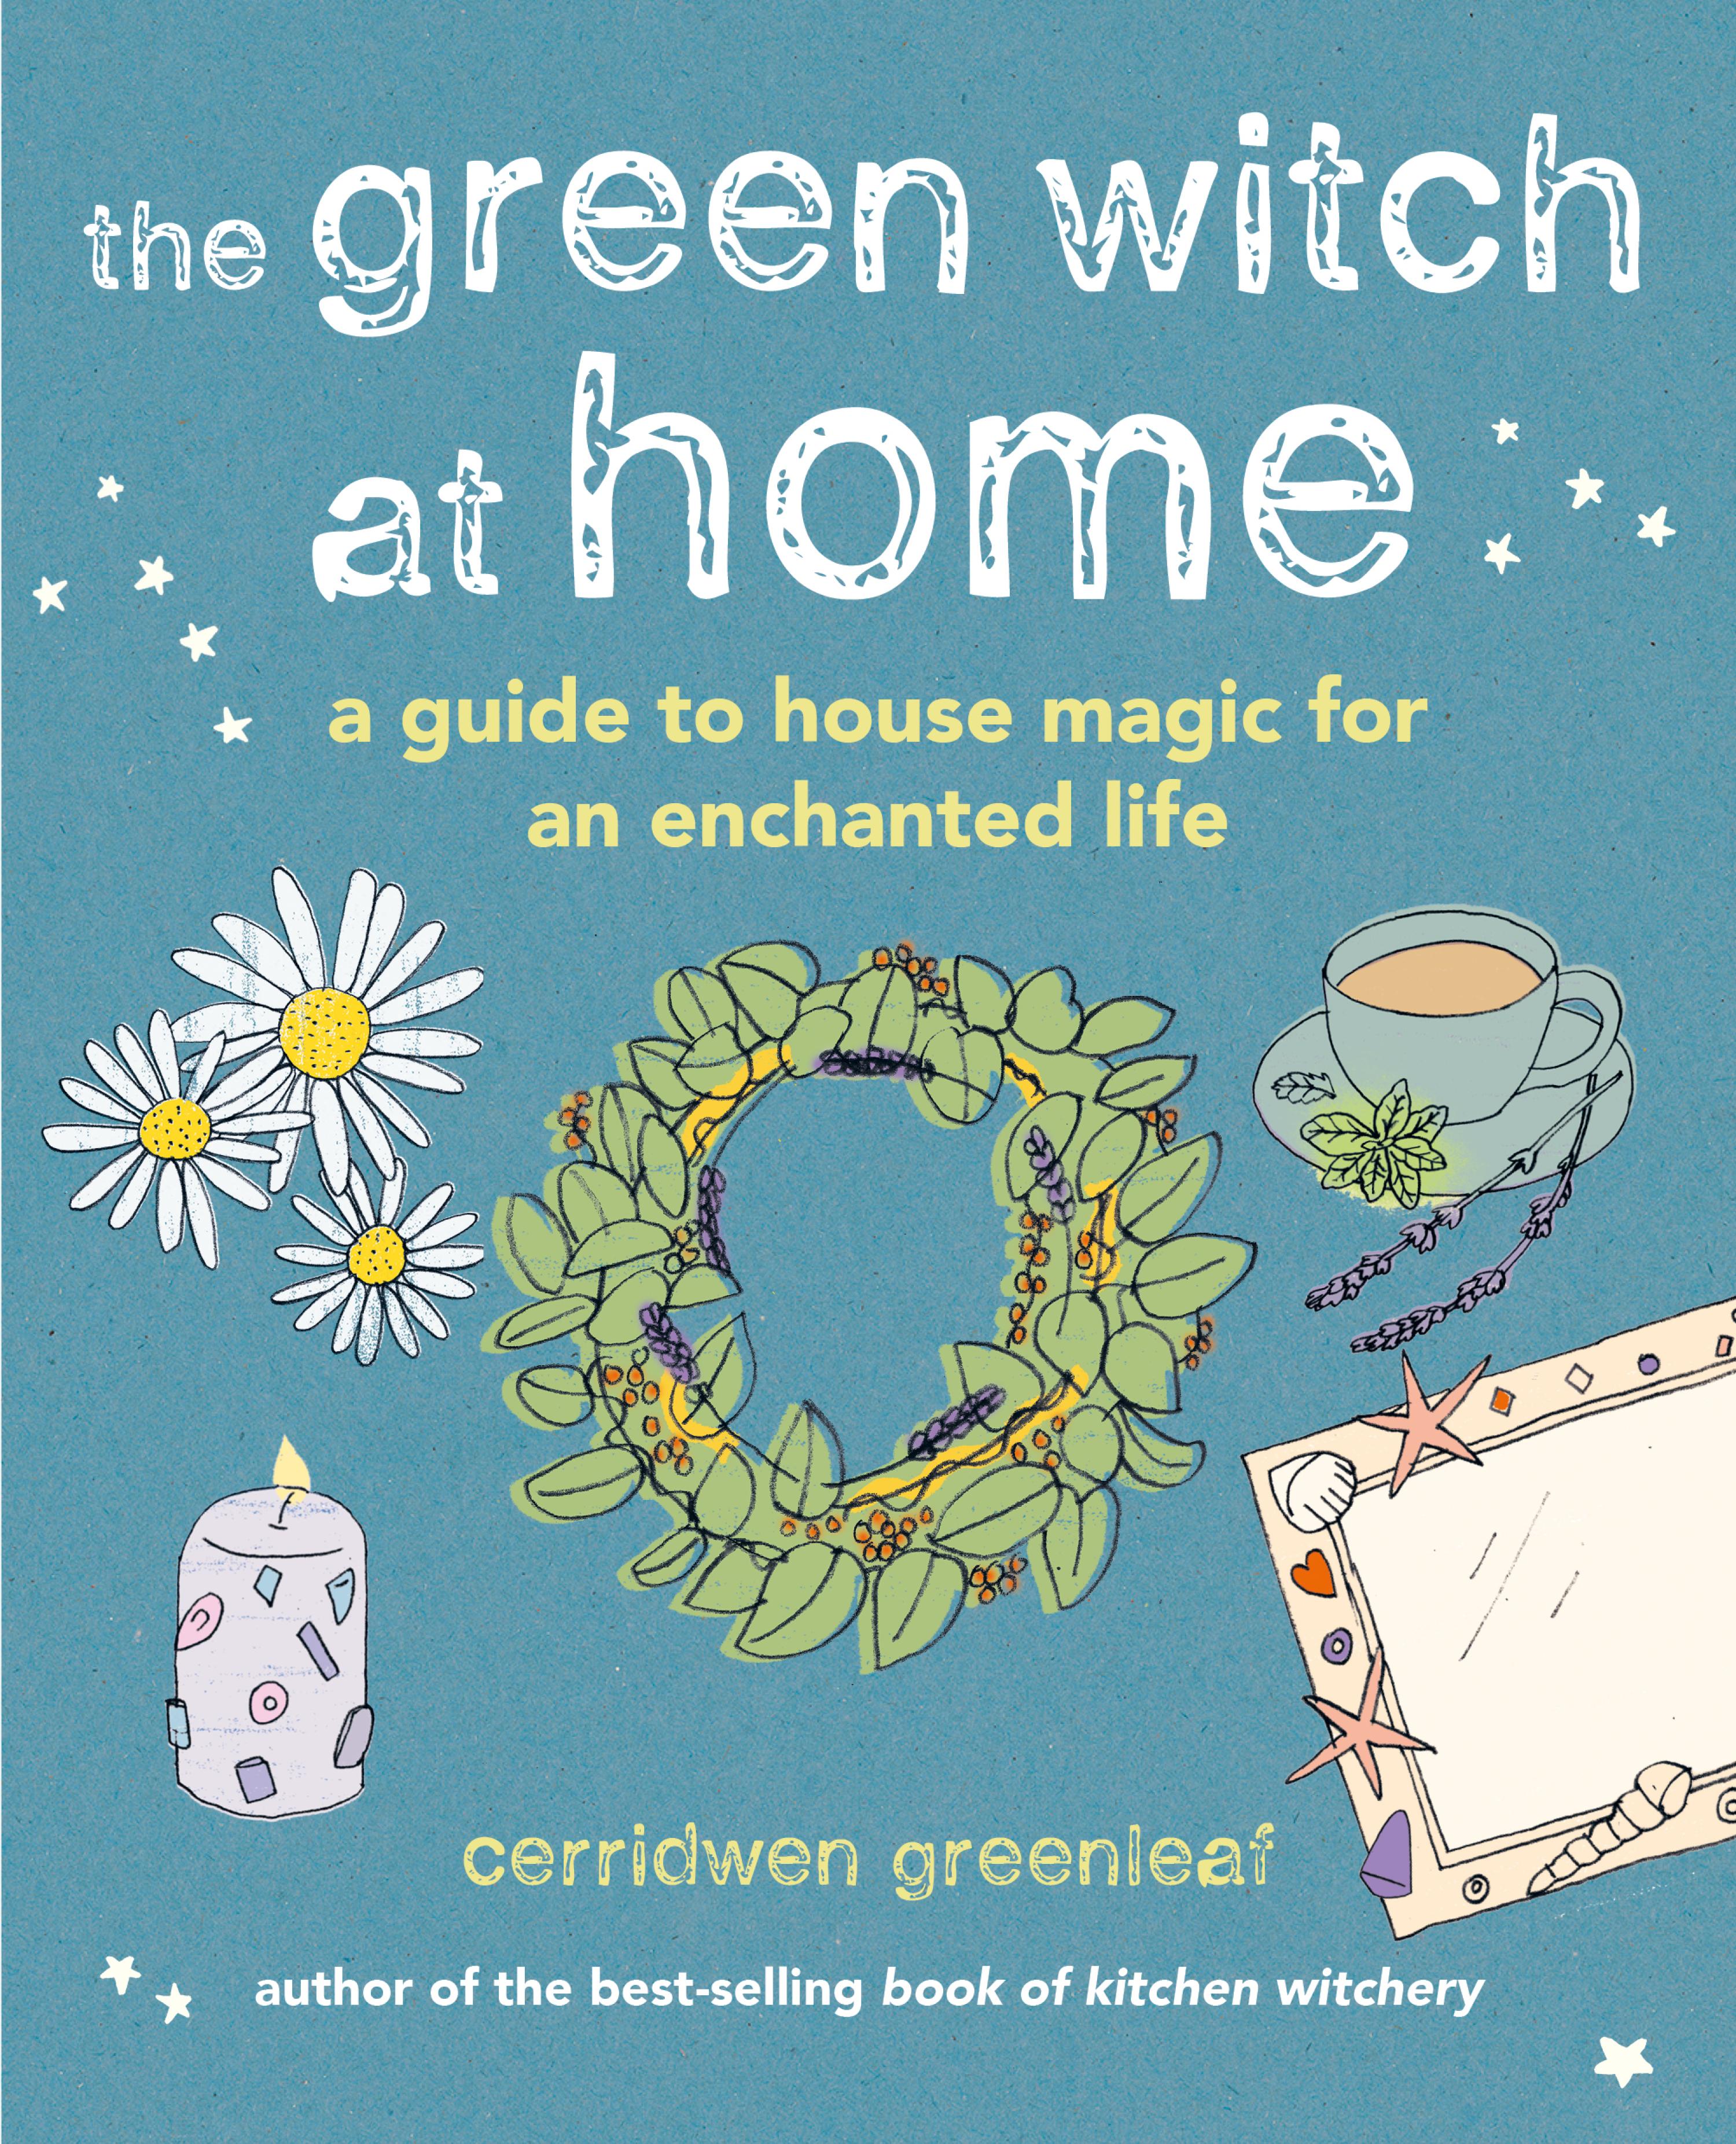 the green witch
at home
a guide to house magic for
an enchanted life
cerridwen greenleaf
author of the best-selling book of kitchen witchery